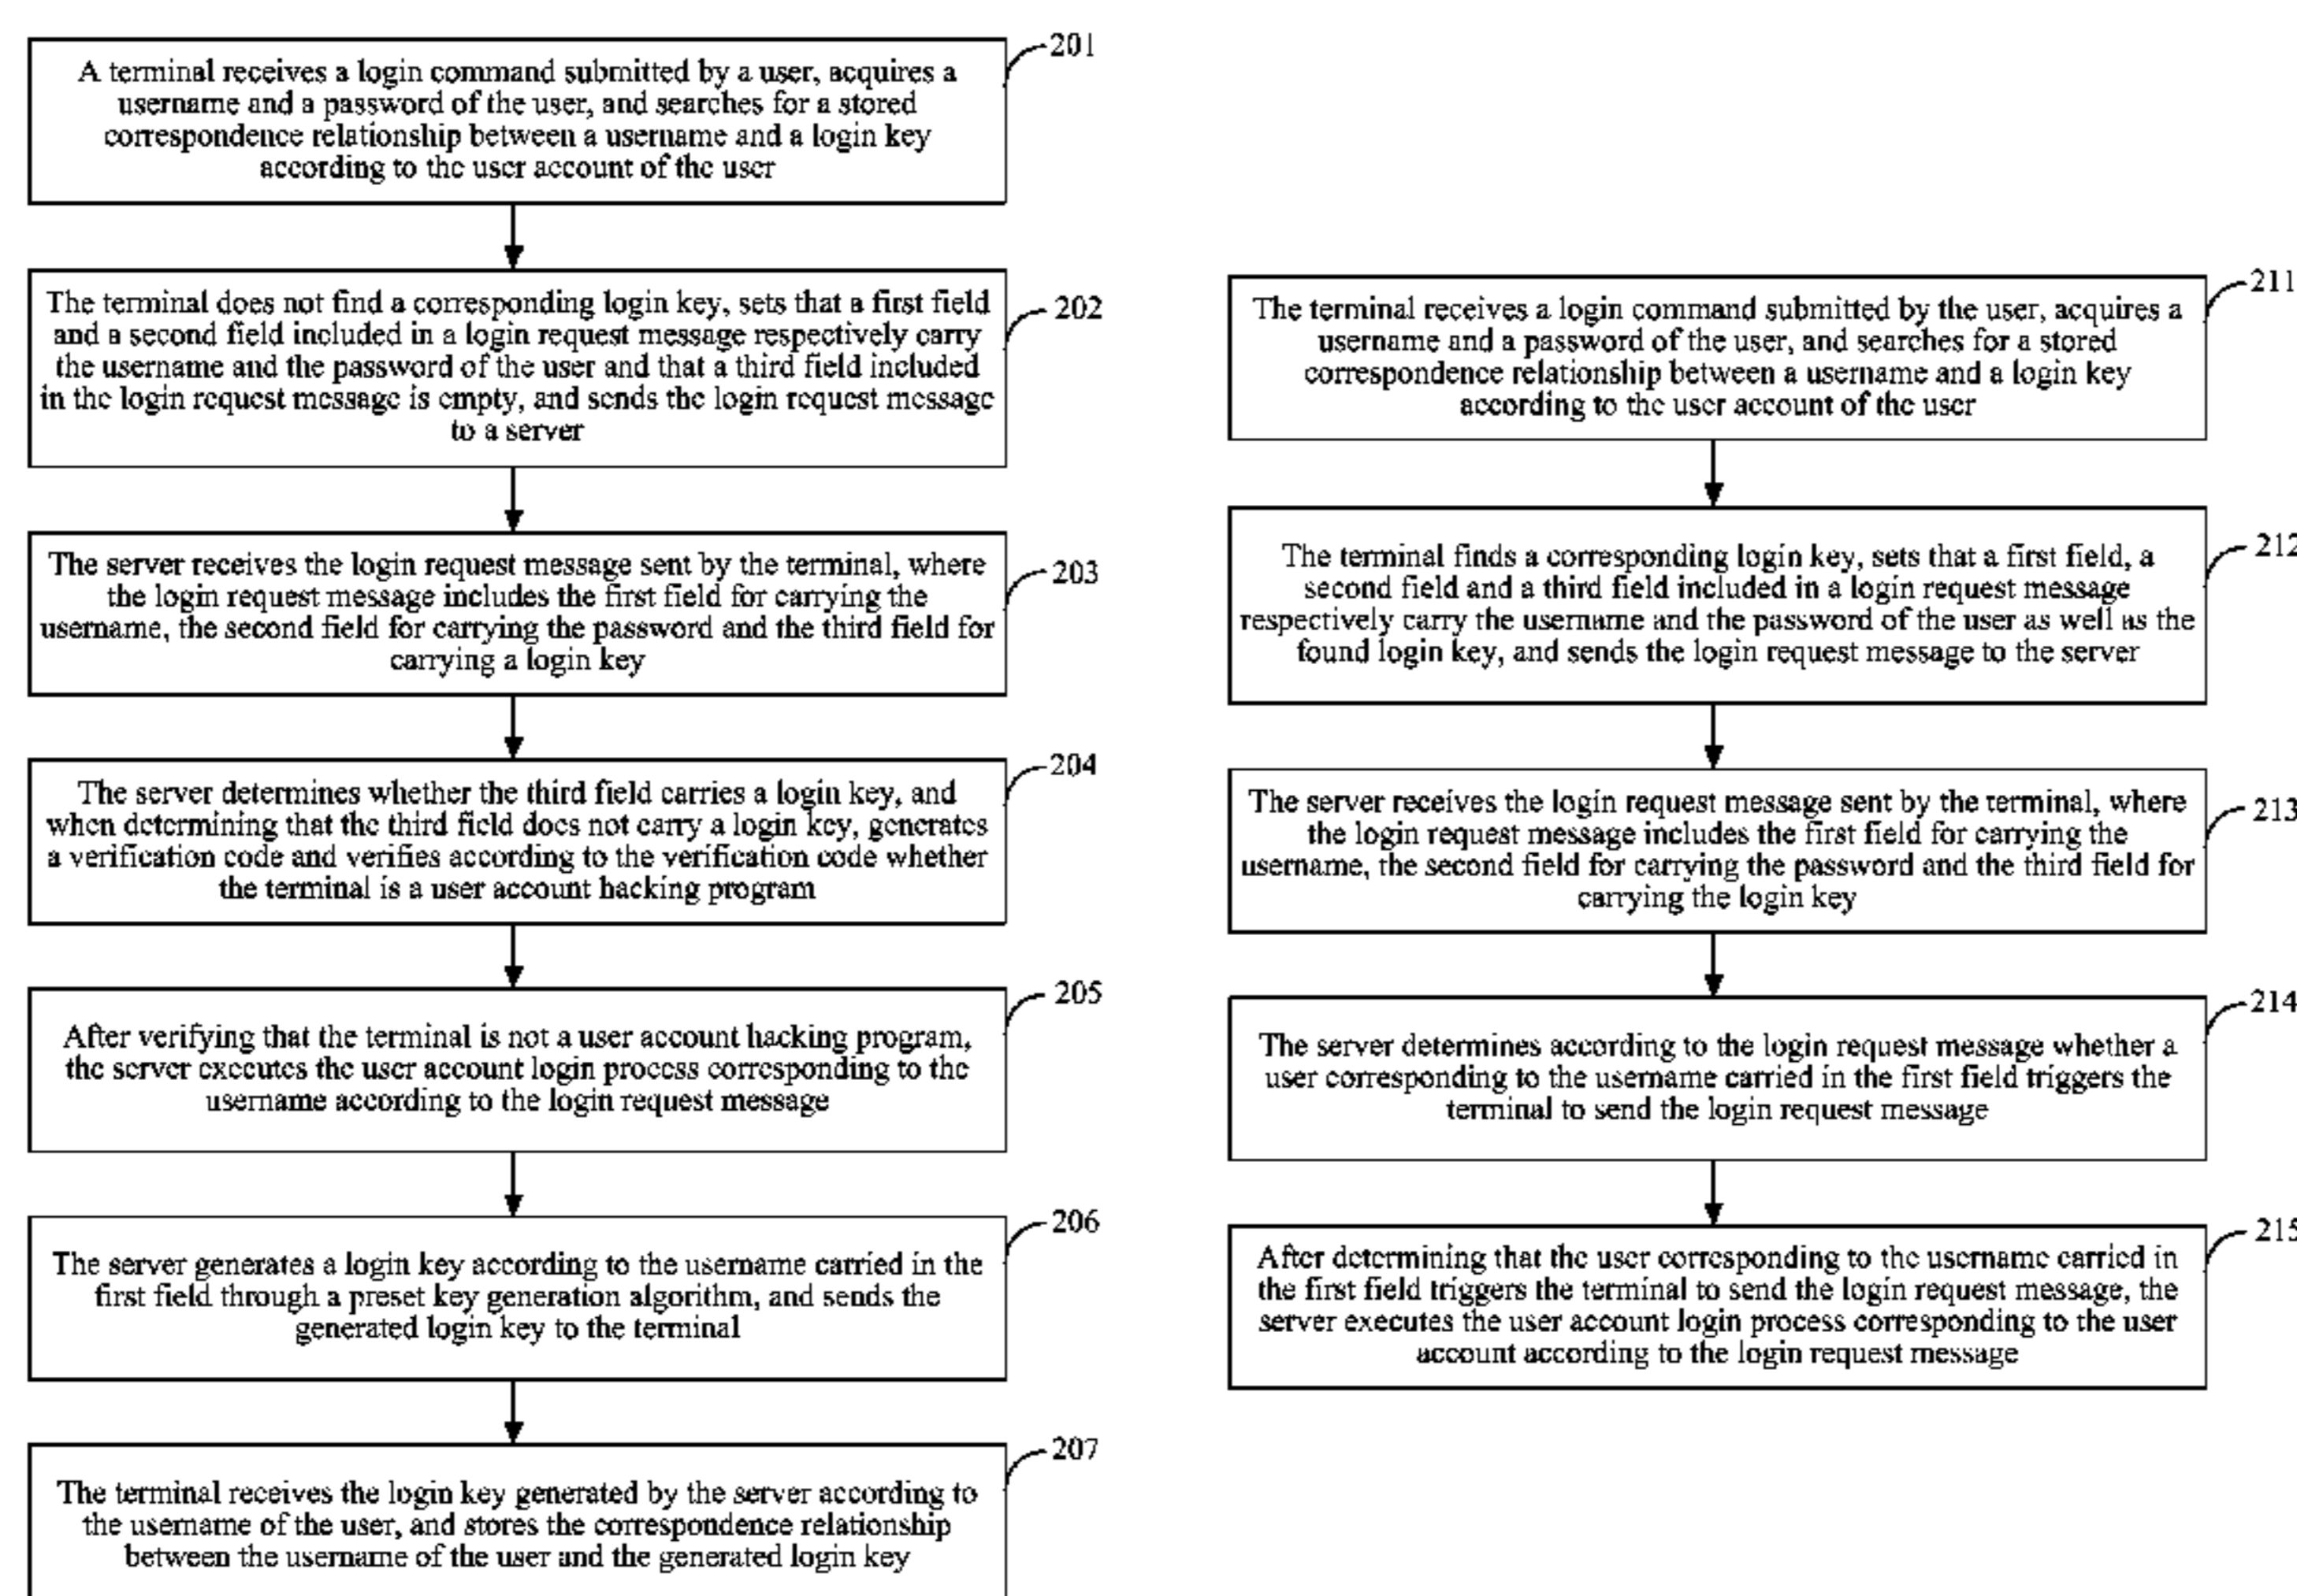 201
A terminal receives a login command submitted by a user, acquires a
username and a password of the user, and searches for a stored
correspondence relationship between a username and a login key
according to the user account of the user
202
The terminal does not find a corresponding login key, sets that a first field
and a second field included in a login request message respectively carry
the username and the password of the user and that a third field included
in the login request message is empty, and sends the login request message
to a server
203
The server receives the login request message sent by the terminal, where
the login request message includes the first field for carrying the
username, the second field for carrying the password and the third field for
carrying a login key
204
The server determines whether the third field carries a login key, and
when determining that the third field does not carry a login key, generates
a verification code and verifies according to the verification code whether
the terminal is a user account hacking program
205
After verifying that the terminal is not a user account hacking program,
the server executes the user account login process corresponding to the
username according to the login request message
206
The server generates a login key according to the username carried in the
first field through a preset key generation algorithm, and sends the
generated login key to the terminal
207
The terminal receives the login key generated by the server according to
the username of the user, and stores the correspondence relationship
between the username of the user and the generated login key
211
The terminal receives a login command submitted by the user, acquires a
username and a password of the user, and searches for a stored
correspondence relationship between a username and a login key
according to the user account of the user
212
The terminal finds a corresponding login key, sets that a first field, a
second field and a third field included in a login request message
respectively carry the username and the password of the user as well as the
found login key, and sends the login request message to the server
213
The server receives the login request message sent by the terminal, where
the login request message includes the first field for carrying the
username, the second field for carrying the password and the third field for
carrying the login key
214
The server determines according to the login request message whether a
user corresponding to the username carried in the first field triggers the
terminal to send the login request message
215
After determining that the user corresponding to the username carried in
the first field triggers the terminal to send the login request message, the
server executes the user account login process corresponding to the user
account according to the login request message